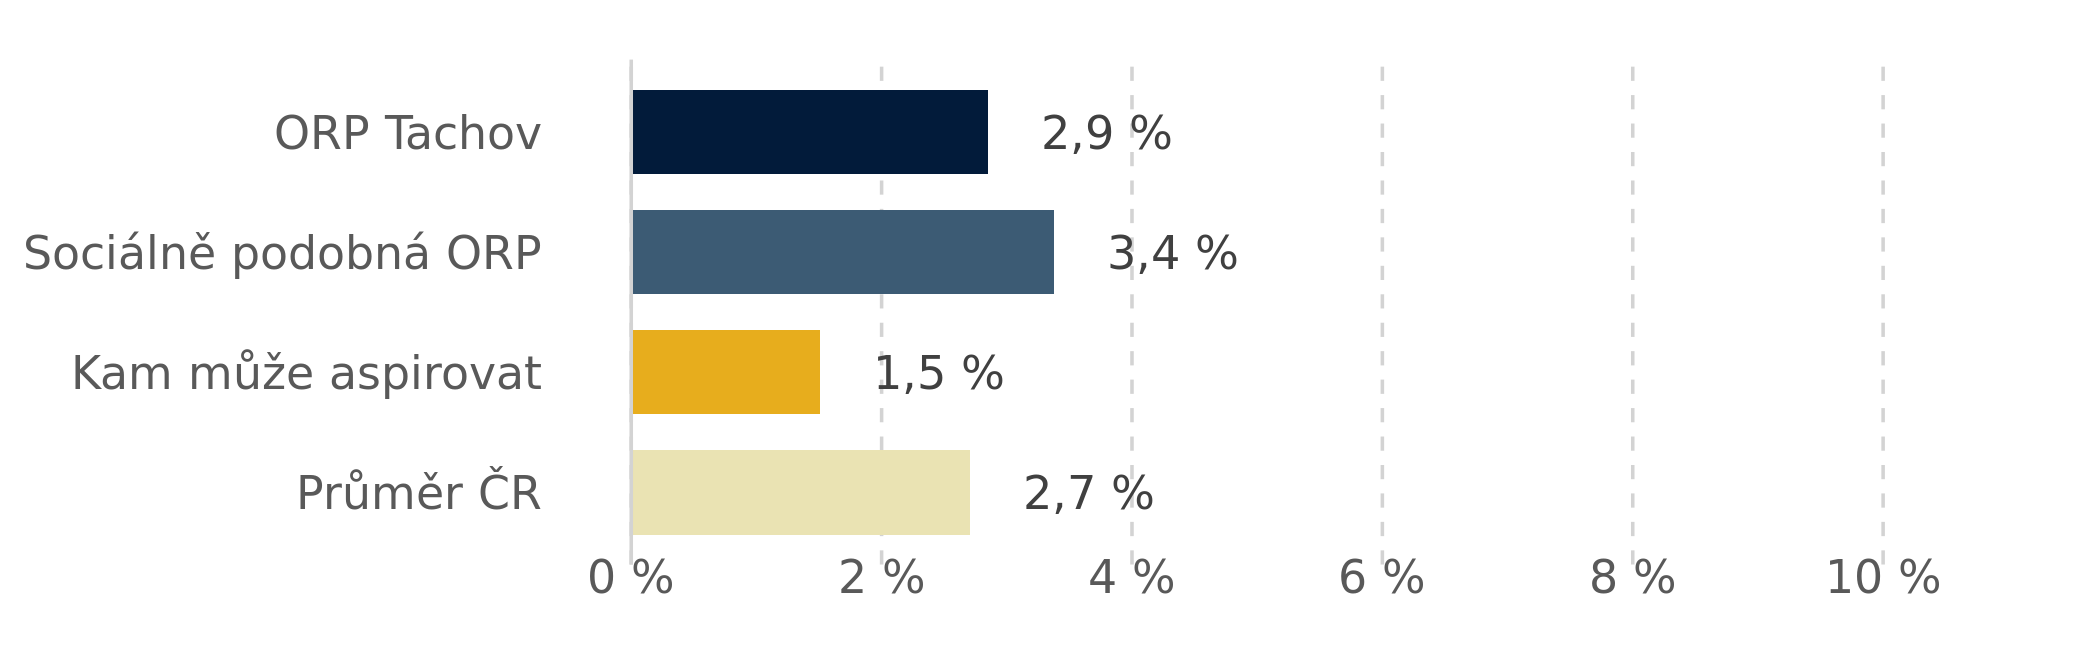 ORP Tachov 2,9 %
Sociálně podobná ORP 3,4 %
Kam může aspirovat 1,5 %
Průměr ČR 2,7 %
0 % 2 % 4 % 6 % 8 % 10 %